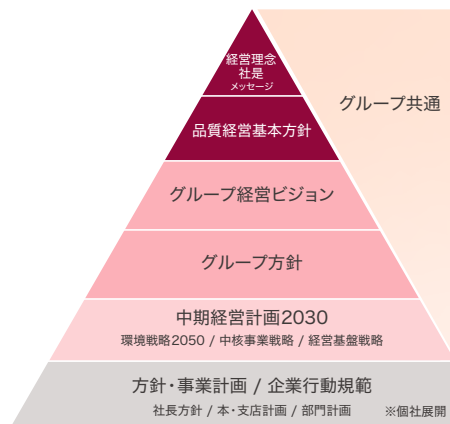 経営理念
社是
メッセージ
グループ共通
品質経営基本方針
グループ経営ビジョン
グループ方針
中期経営計画2030
環境戦略2050 / 中核事業戦略 / 経営基盤戦略
方針・事業計画 / 企業行動規範
社長方針 / 本・支店計画 / 部門計画 ※個社展開